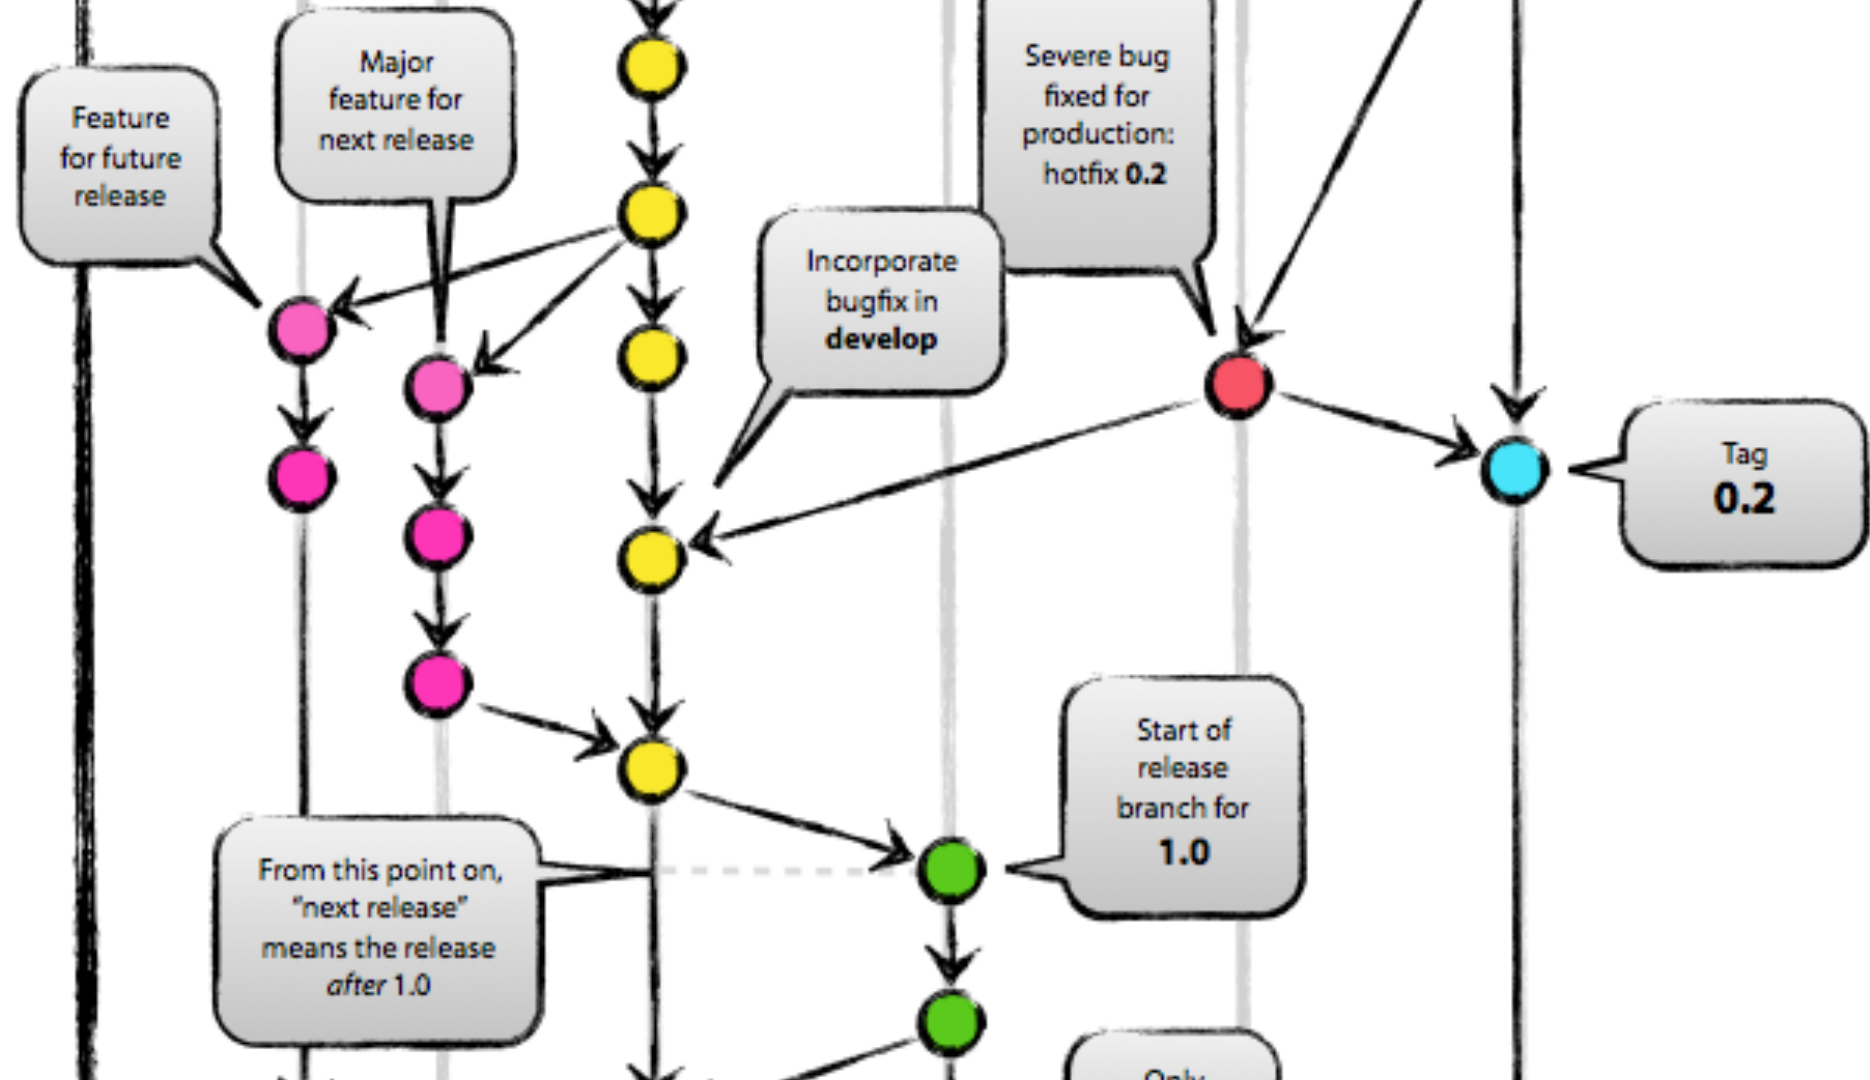 Major
feature for
next release
Feature
for future
release
Severe bug
fixed for
production:
hotfix 0.2
Incorporate
bugfix in
develop
Tag
0.2
Start of
release
branch for
1.0
From this point on,
“next release”
means the release
after 1.0
Only